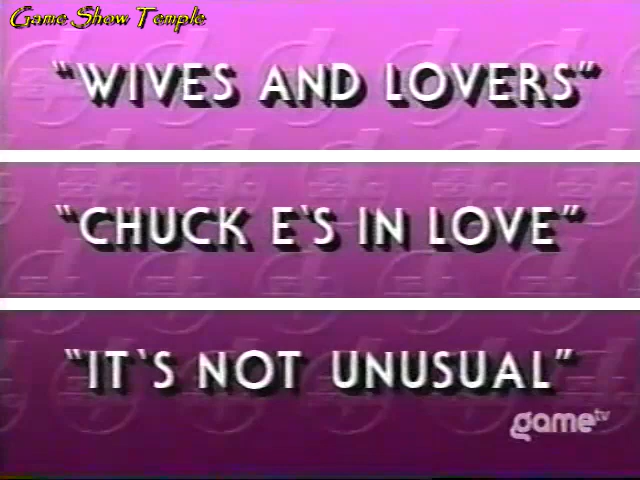 Game Show Temple
"WIVES AND LOVERS"
"CHUCK E'S IN LOVE"
"IT'S NOT UNUSUAL"
gametv